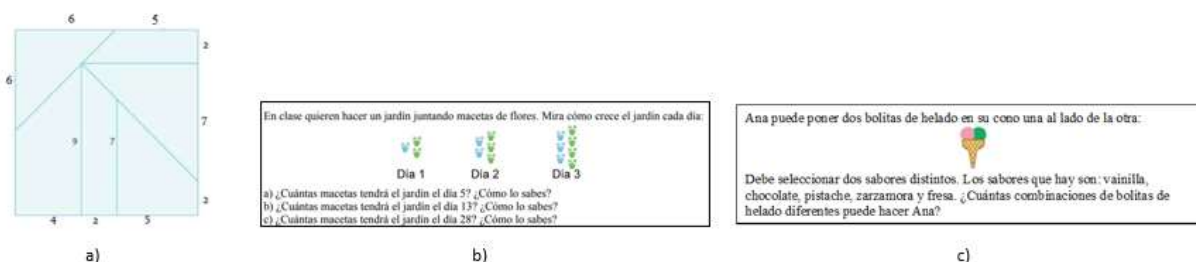 6 5
2
6
9 7 7
2
4 2 5
a)
En clase quieren hacer un jardín juntando macetas de flores. Mira cómo crece el jardín cada día:
Día 1 Día 2 Día 3
a) ¿Cuántas macetas tendrá el jardín el día 5? ¿Cómo lo sabes?
b) ¿Cuántas macetas tendrá el jardín el día 13? ¿Cómo lo sabes?
c) ¿Cuántas macetas tendrá el jardín el día 28? ¿Cómo lo sabes?
b)
Ana puede poner dos bolitas de helado en su cono una al lado de la otra:
Debe seleccionar dos sabores distintos. Los sabores que hay son: vainilla,
chocolate, pistache, zarzamora y fresa. ¿Cuántas combinaciones de bolitas de
helado diferentes puede hacer Ana?
c)